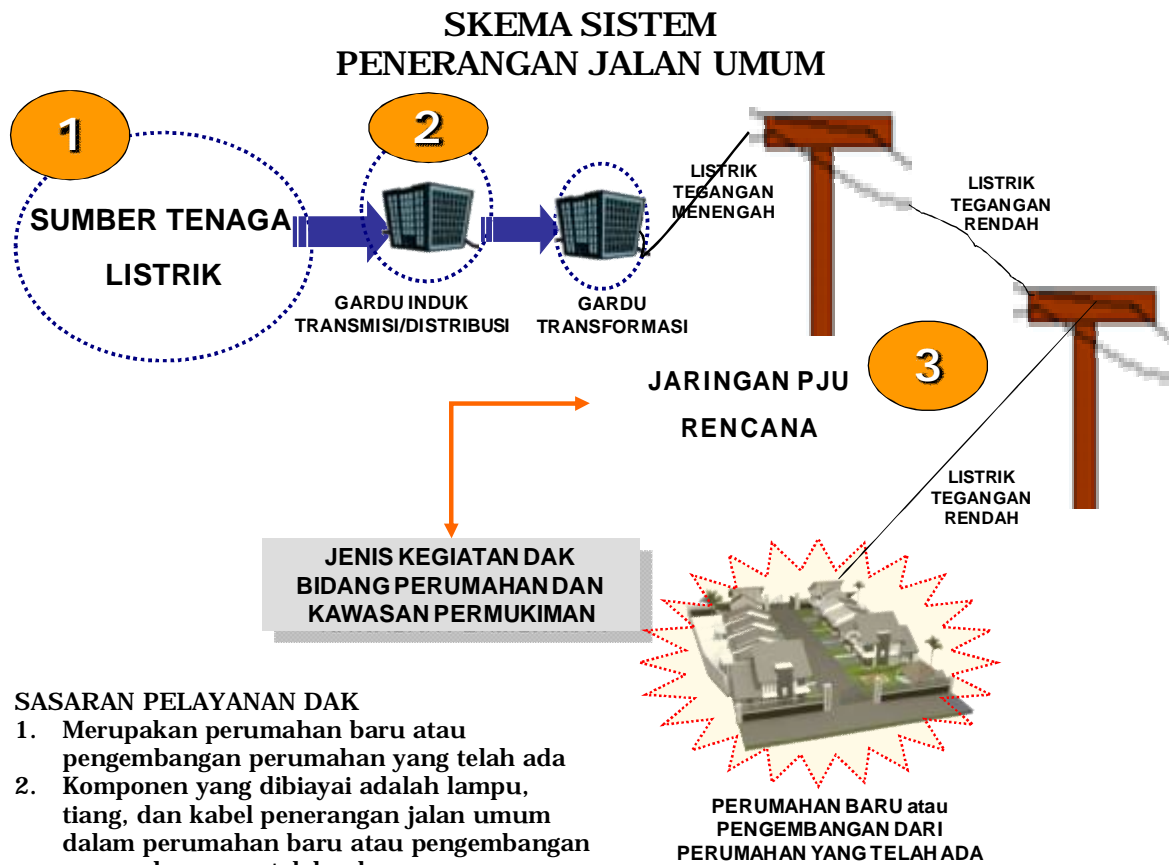 SKEMA SISTEM
PENERANGAN JALAN UMUM
1
2
SUMBER TENAGA
LISTRIK
GARDU INDUK
TRANSMISI/DISTRIBUSI
GARDU
TRANSFORMASI
LISTRIK
TEGANGAN
MENENGAH
LISTRIK
TEGANGAN
RENDAH
JARINGAN PJU
RENCANA
3
LISTRIK
TEGANGAN
RENDAH
JENIS KEGIATAN DAK
BIDANG PERUMAHAN DAN
KAWASAN PERMUKIMAN
SASARAN PELAYANAN DAK
1. Merupakan perumahan baru atau
pengembangan perumahan yang telah ada
2. Komponen yang dibiayai adalah lampu,
tiang, dan kabel penerangan jalan umum
dalam perumahan baru atau pengembangan
PERUMAHAN BARU atau
PENGEMBANGAN DARI
PERUMAHAN YANG TELAH ADA